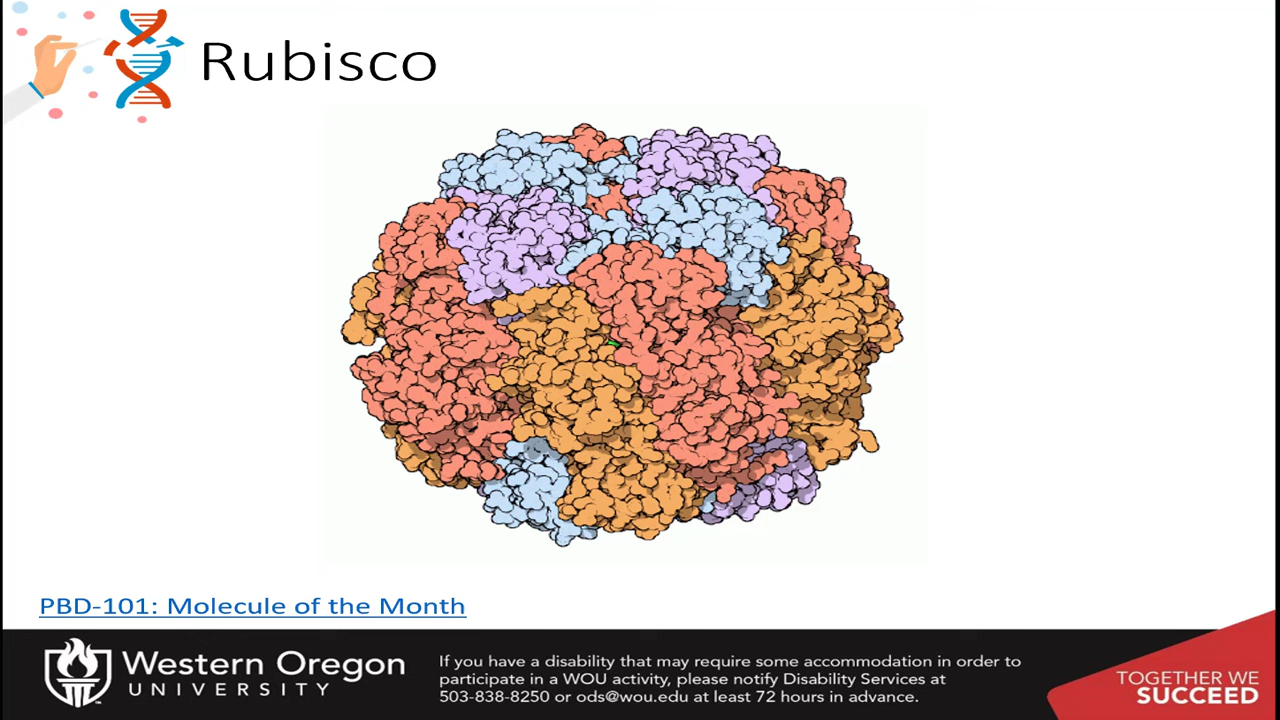 Rubisco
PBD-101: Molecule of the Month
Western Oregon
UNIVERSITY
If you have a disability that may require some accommodation in order to
participate in a WOU activity, please notify Disability Services at
503-838-8250 or ods@wou.edu at least 72 hours in advance.
TOGETHER WE
SUCCEED